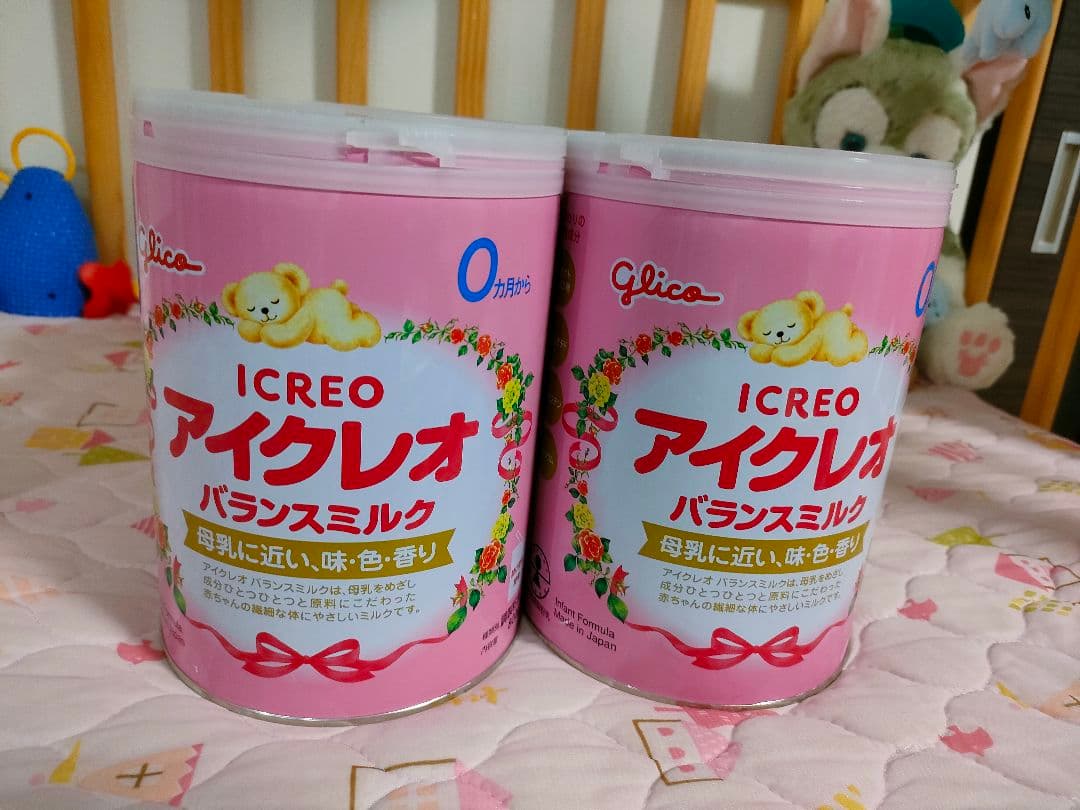 Glico
0ヵ月から
ICREO
アイクレオ
バランスミルク
母乳に近い、味・色・香り
アイクレオ バランスミルクは、母乳をめざし
成分ひとつひとつと原料にこだわった
赤ちゃんの繊細な体にやさしいミルクです。
Glico
0
ICREO
アイクレオ
バランスミルク
母乳に近い、味・色・香り
アイクレオ バランスミルクは、母乳をめざし
成分ひとつひとつと原料にこだわった
赤ちゃんの繊細な体にやさしいミルクです。
Infant Formula
Made in Japan